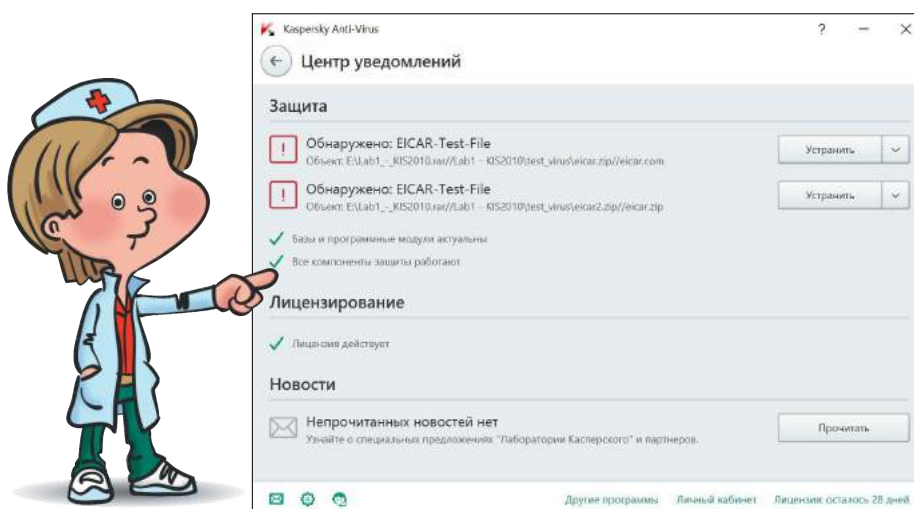 Kaspersky Anti-Virus
Центр уведомлений
Защита
Обнаружено: EICAR-Test-File
Объект: E:\Lab1_-_KIS2010.rar//Lab1 – KIS2010\test_virus\eicar.zip//eicar.com
Устранить
Обнаружено: EICAR-Test-File
Объект: E:\Lab1_-_KIS2010.rar//Lab1 – KIS2010\test_virus\eicar2.zip//eicar.zip
Устранить
Базы и программные модули актуальны
Все компоненты защиты работают
Лицензирование
Лицензия действует
Новости
Непрочитанных новостей нет
Узнайте о специальных предложениях "Лаборатории Касперского" и партнеров.
Прочитать
Другие программы Личный кабинет Лицензия: осталось 28 дней